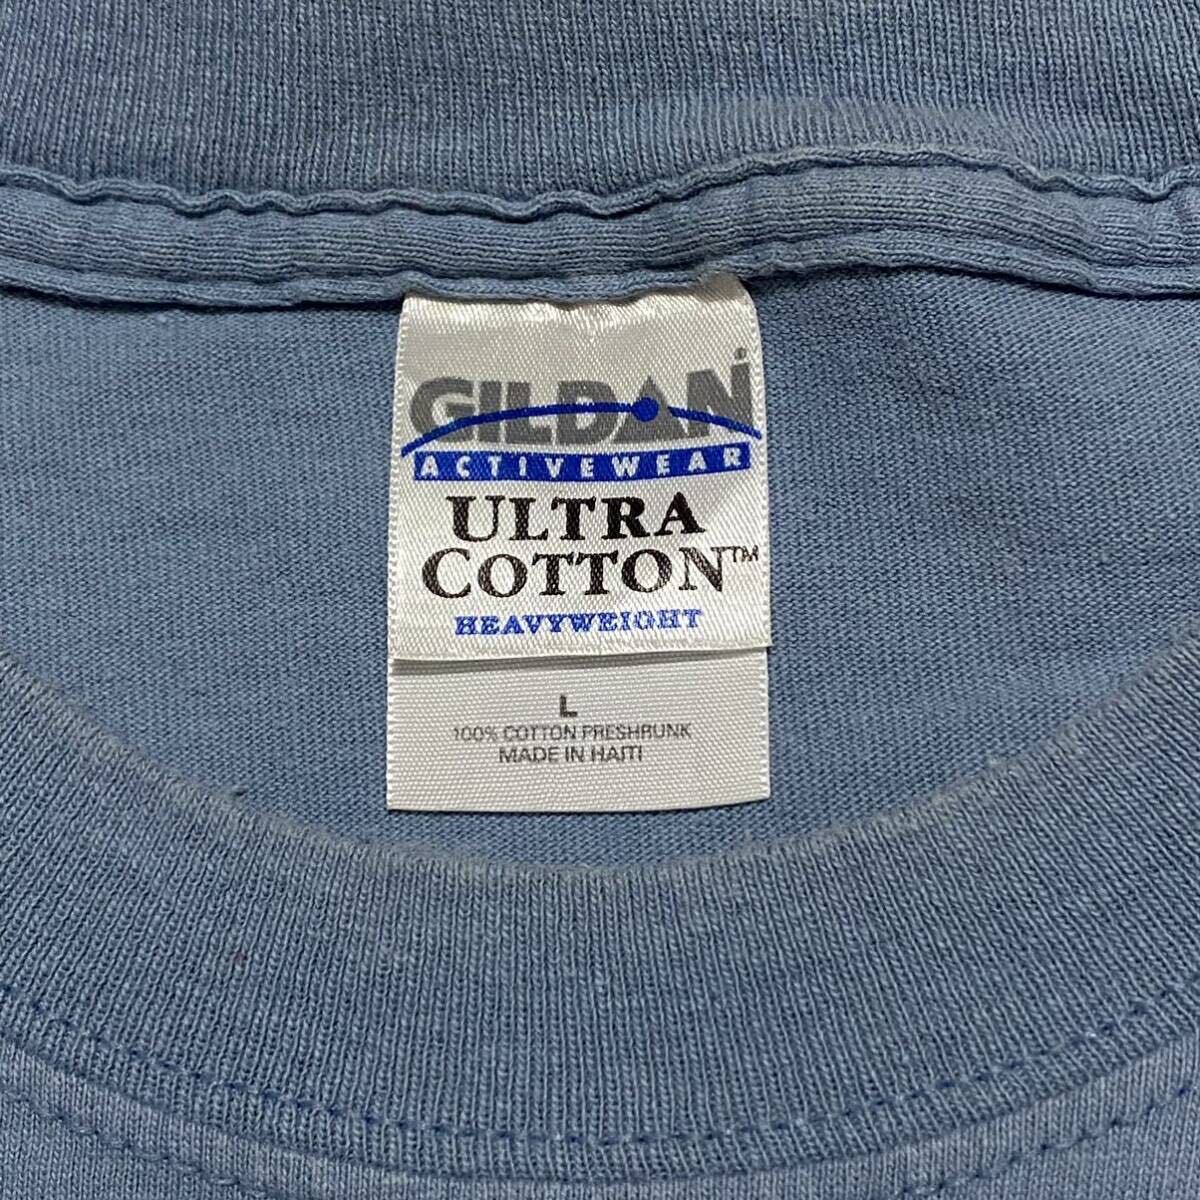 GILDAN®
ACTIVEWEAR
ULTRA
COTTON™
HEAVYWEIGHT
L
100% COTTON PRESHRUNK
MADE IN HAITI